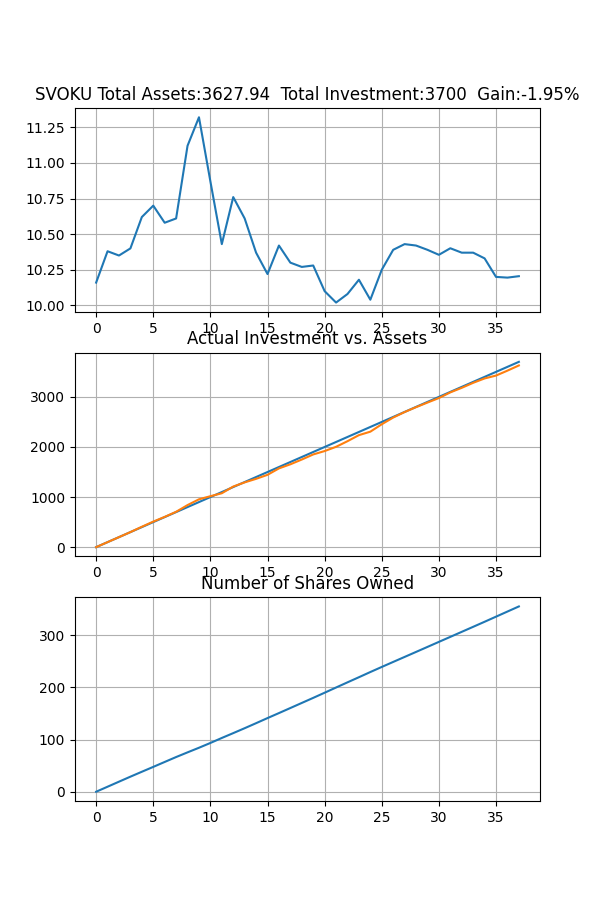 SVOKU Total Assets:3627.94  Total Investment:3700  Gain:-1.95%
11.25
11.00
10.75
10.50
10.25
10.00
0 5 10 15 20 25 30 35
Actual Investment vs. Assets
3000
2000
1000
0
0 5 10 15 20 25 30 35
Number of Shares Owned
300
200
100
0
0 5 10 15 20 25 30 35